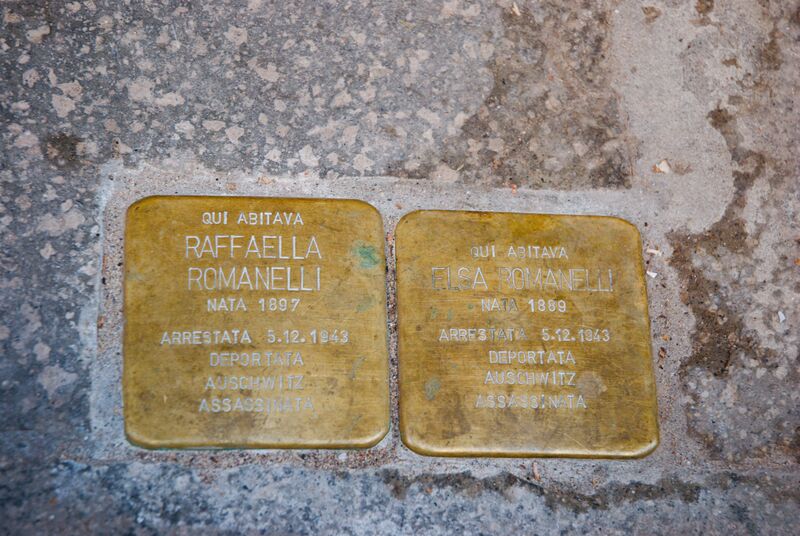 QUI ABITAVA
RAFFAELLA
ROMANELLI
NATA 1897
ARRESTATA 5.12.1943
DEPORTATA
AUSCHWITZ
ASSASSINATA
QUI ABITAVA
ELSA ROMANELLI
NATA 1889
ARRESTATA 5.12.1943
DEPORTATA
AUSCHWITZ
ASSASSINATA